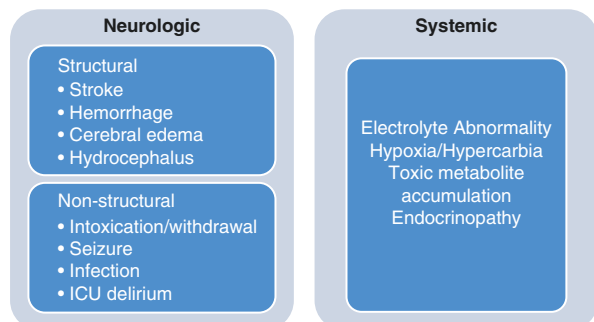 Neurologic
Structural
• Stroke
• Hemorrhage
• Cerebral edema
• Hydrocephalus
Non-structural
• Intoxication/withdrawal
• Seizure
• Infection
• ICU delirium
Systemic
Electrolyte Abnormality
Hypoxia/Hypercarbia
Toxic metabolite
accumulation
Endocrinopathy